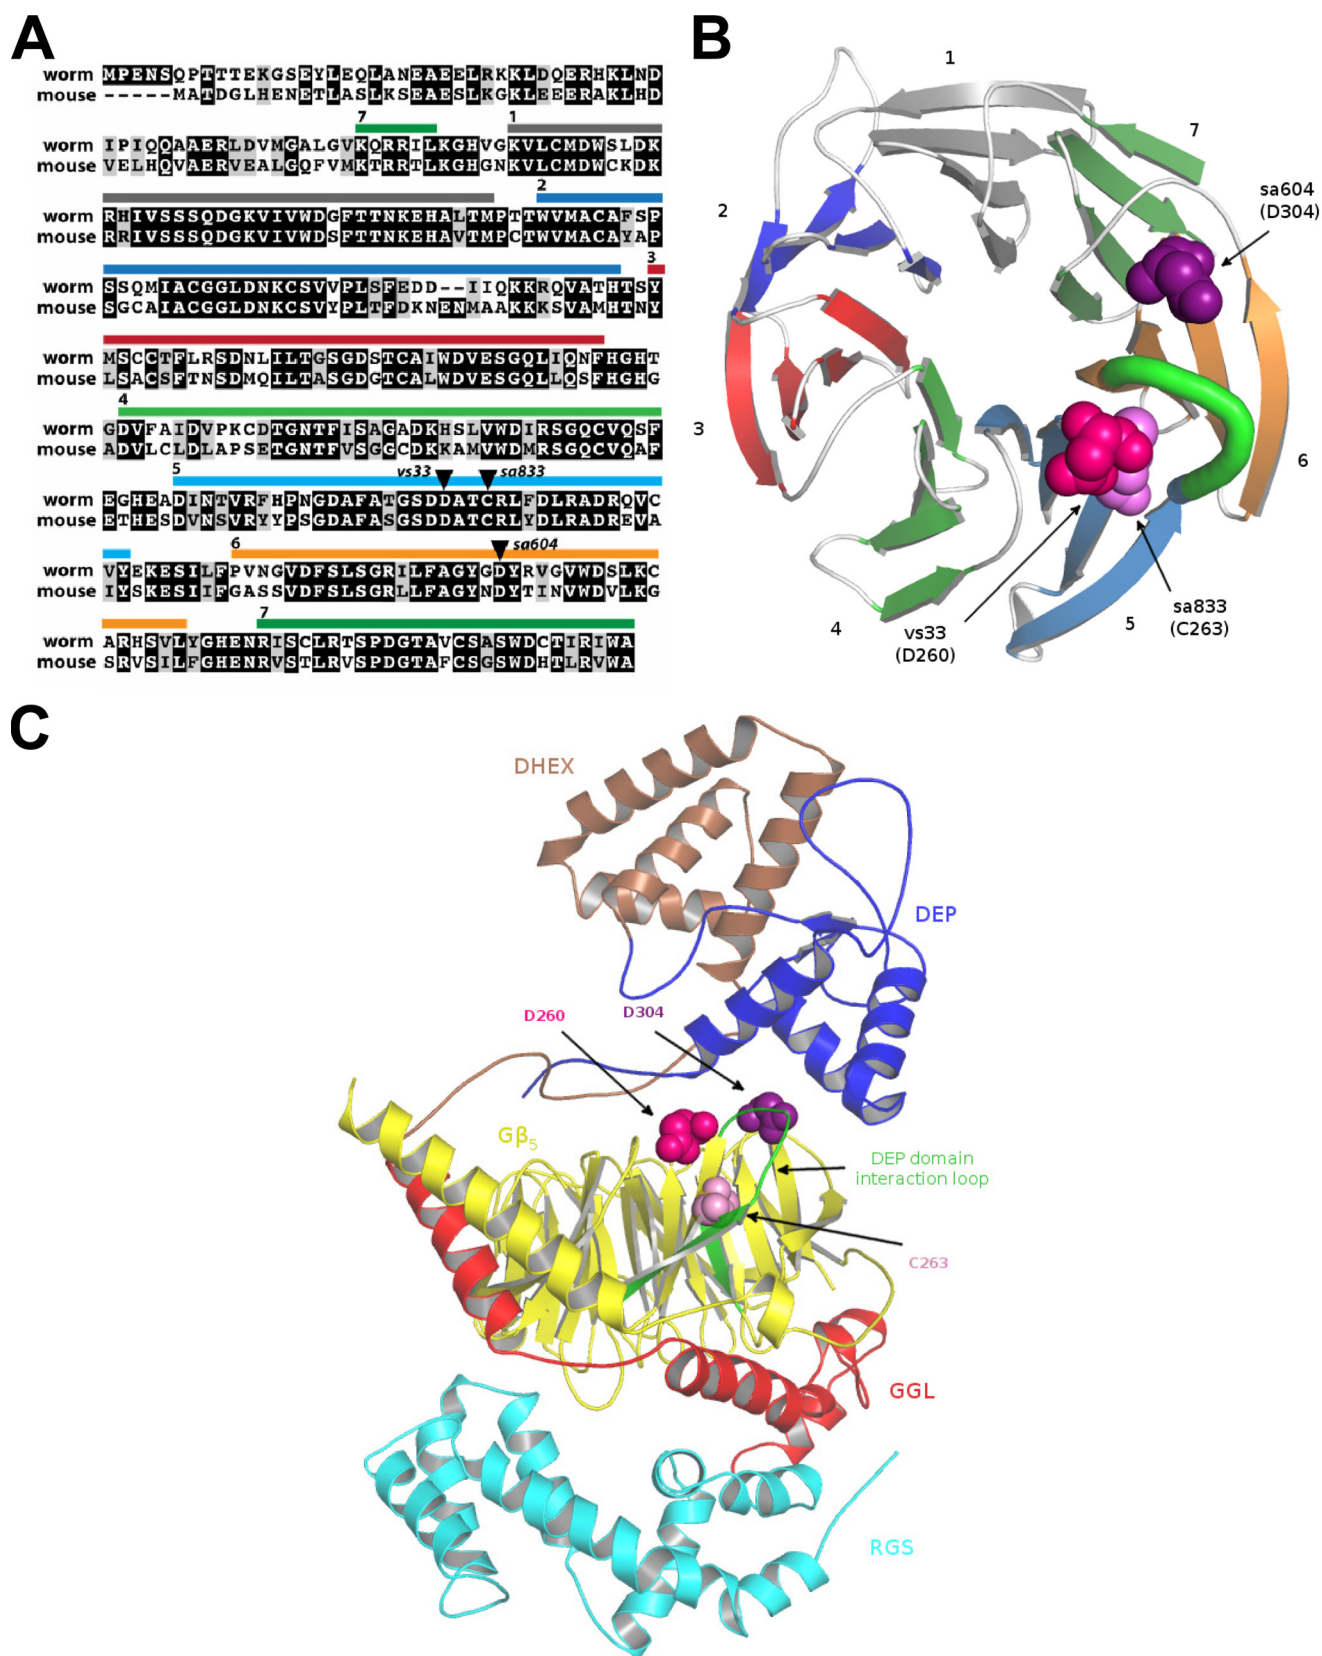 A
worm MPENSQPTTTEKGSEYLEQLANEAEELRKKLDQERHKLND
mouse -----MATDGLHENETLASLKSEAESLKGKLEEERAKLHD
7 1
worm IPIQQAAERLDVMGALGVKQRRILKGHVGKVLCMDWSLDK
mouse VELHQVAERVEALGQFVMKTRRTLKGHGNKVLCMDWCKDK
2
worm RHIVSSSQDGKVIVWDGFTTNKEHALTMPTTWVMACAFSP
mouse RRIVSSSQDGKVIVWDSFTTNKEHAVTMPCTWVMACAYAP
3
worm SSQMIACGGLDNKCSVVPLSFEDD--IIQKKRQVATHTSY
mouse SGCAIACGGLDNKCSVYPLTFDKNENMAAKKKSVAMHTNY
worm MSCCTFLRSDNLILTGSGDSTCAIWDVESGQLIQNFHGHT
mouse LSACSFTNSDMQILTASGDGTCALWDVESGQLLQSFHGHG
4
worm GDVFAIDVPKCDTGNTFISAGADKHSLVWDIRSGQCVQSF
mouse ADVLCLDLAPSETGNTFVSGGCDKKAMVWDMRSGQCVQAF
5 vs33 sa833
worm EGHEADINTVRFHPNGDAFATGSDDATCRLFDLRADRQVC
mouse ETHESDVNSVRYYPSGDAFASGSDDATCRLYDLRADREVA
6 sa604
worm VYEKESILFPVNGVDFSLSGRILFAGYGDYRVGVWDSLKC
mouse IYSKESIIFGASSVDFSLSGRLLFAGYNDYTINVWDVLKG
7
worm ARHSVLYGHENRISCLRTSPDGTAVCSASWDCTIRIWA
mouse SRVSILFGHENRVSTLRVSPDGTAFCSGSWDHTLRVWA
B
1
7
sa604
(D304)
2
3
6
4
5
vs33
(D260)
sa833
(C263)
C
DHEX
DEP
D260
D304
Gβ5
DEP domain
interaction loop
C263
GGL
RGS